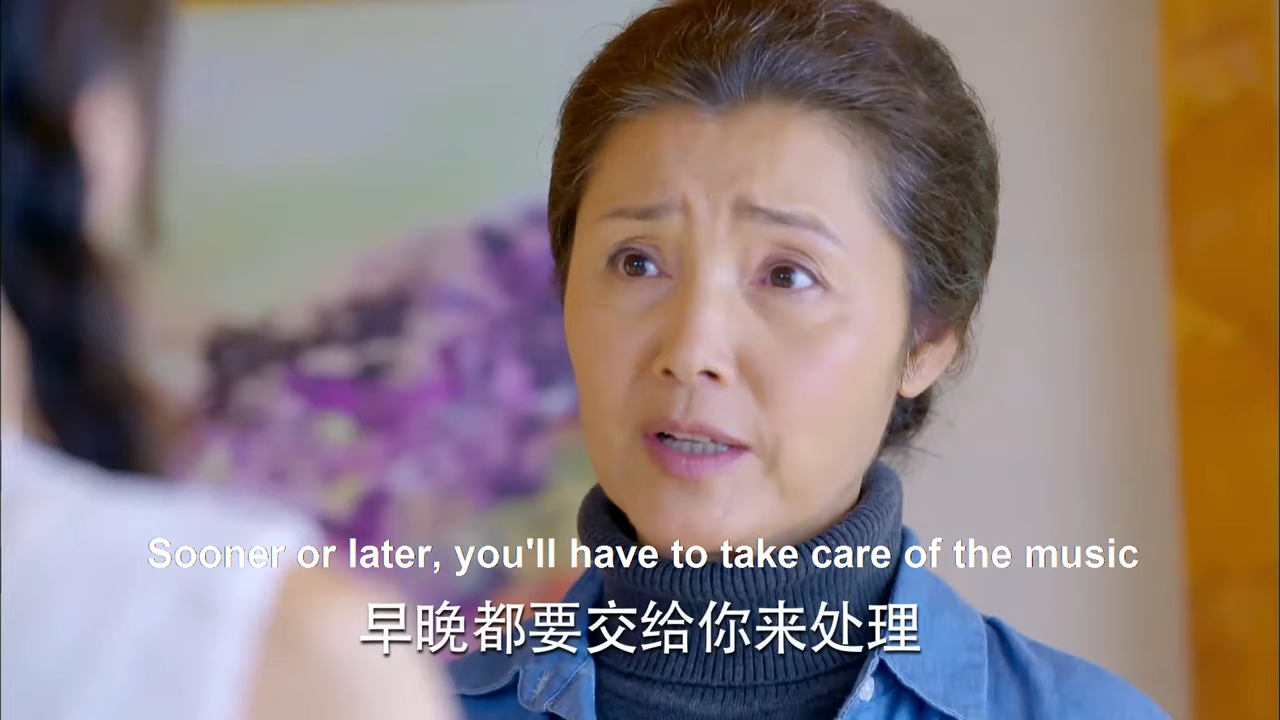 Sooner or later, you'll have to take care of the music
早晚都要交给你来处理